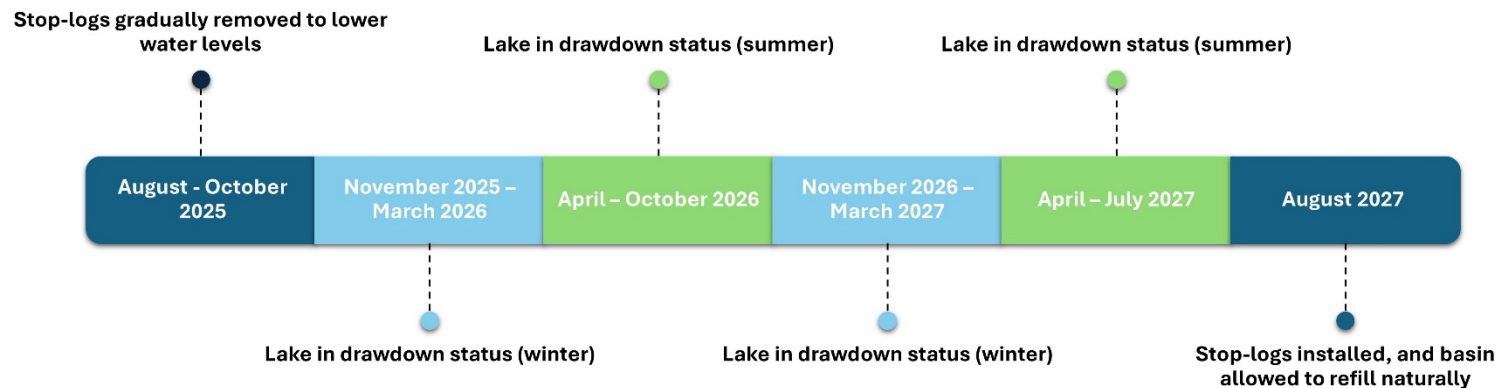 Stop-logs gradually removed to lower
water levels
Lake in drawdown status (summer)
Lake in drawdown status (summer)
August - October
2025
November 2025 –
March 2026
April – October 2026
November 2026 –
March 2027
April – July 2027
August 2027
Lake in drawdown status (winter)
Lake in drawdown status (winter)
Stop-logs installed, and basin
allowed to refill naturally